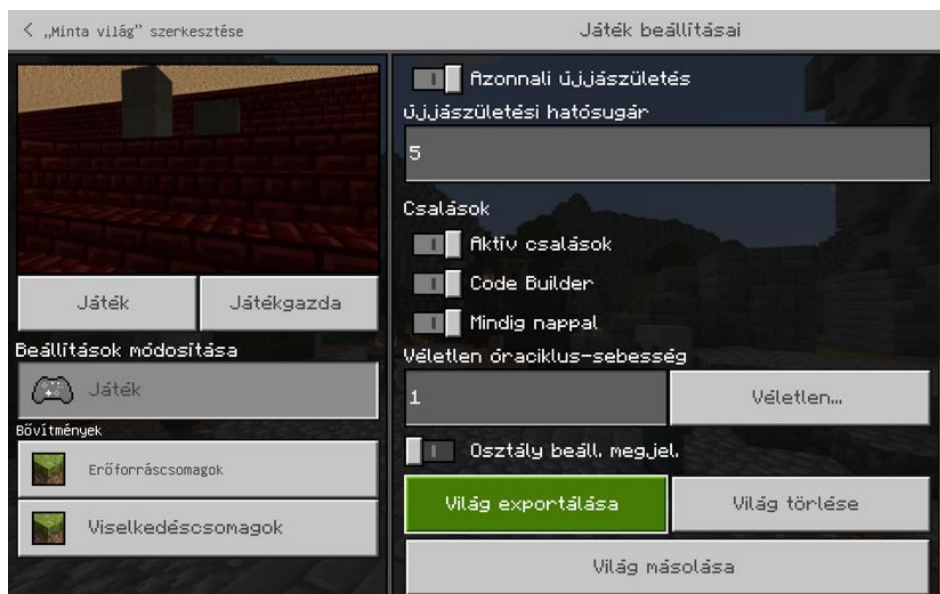 < „Minta világ” szerkesztése
Játék beállításai
Játék
Játékgazda
Beállítások módosítása
Játék
Bővítmények
Erőforráscsomagok
Viselkedéscsomagok
Azonnali újjászületés
újjászületési hatósugár
5
Csalások
Aktív csalások
Code Builder
Mindig nappal
Véletlen óraciklus-sebesség
1
Véletlen...
Osztály beáll. megjel.
Világ exportálása
Világ törlése
Világ másolása